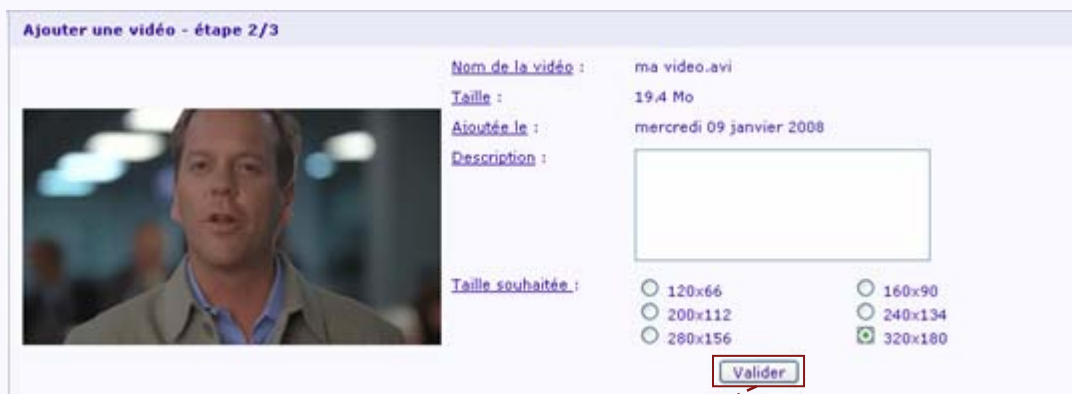 Ajouter une vidéo - étape 2/3
Nom de la vidéo : ma video.avi
Taille : 19.4 Mo
Ajoutée le : mercredi 09 janvier 2008
Description :
Taille souhaitée :
120x66 160x90
200x112 240x134
280x156 320x180
Valider